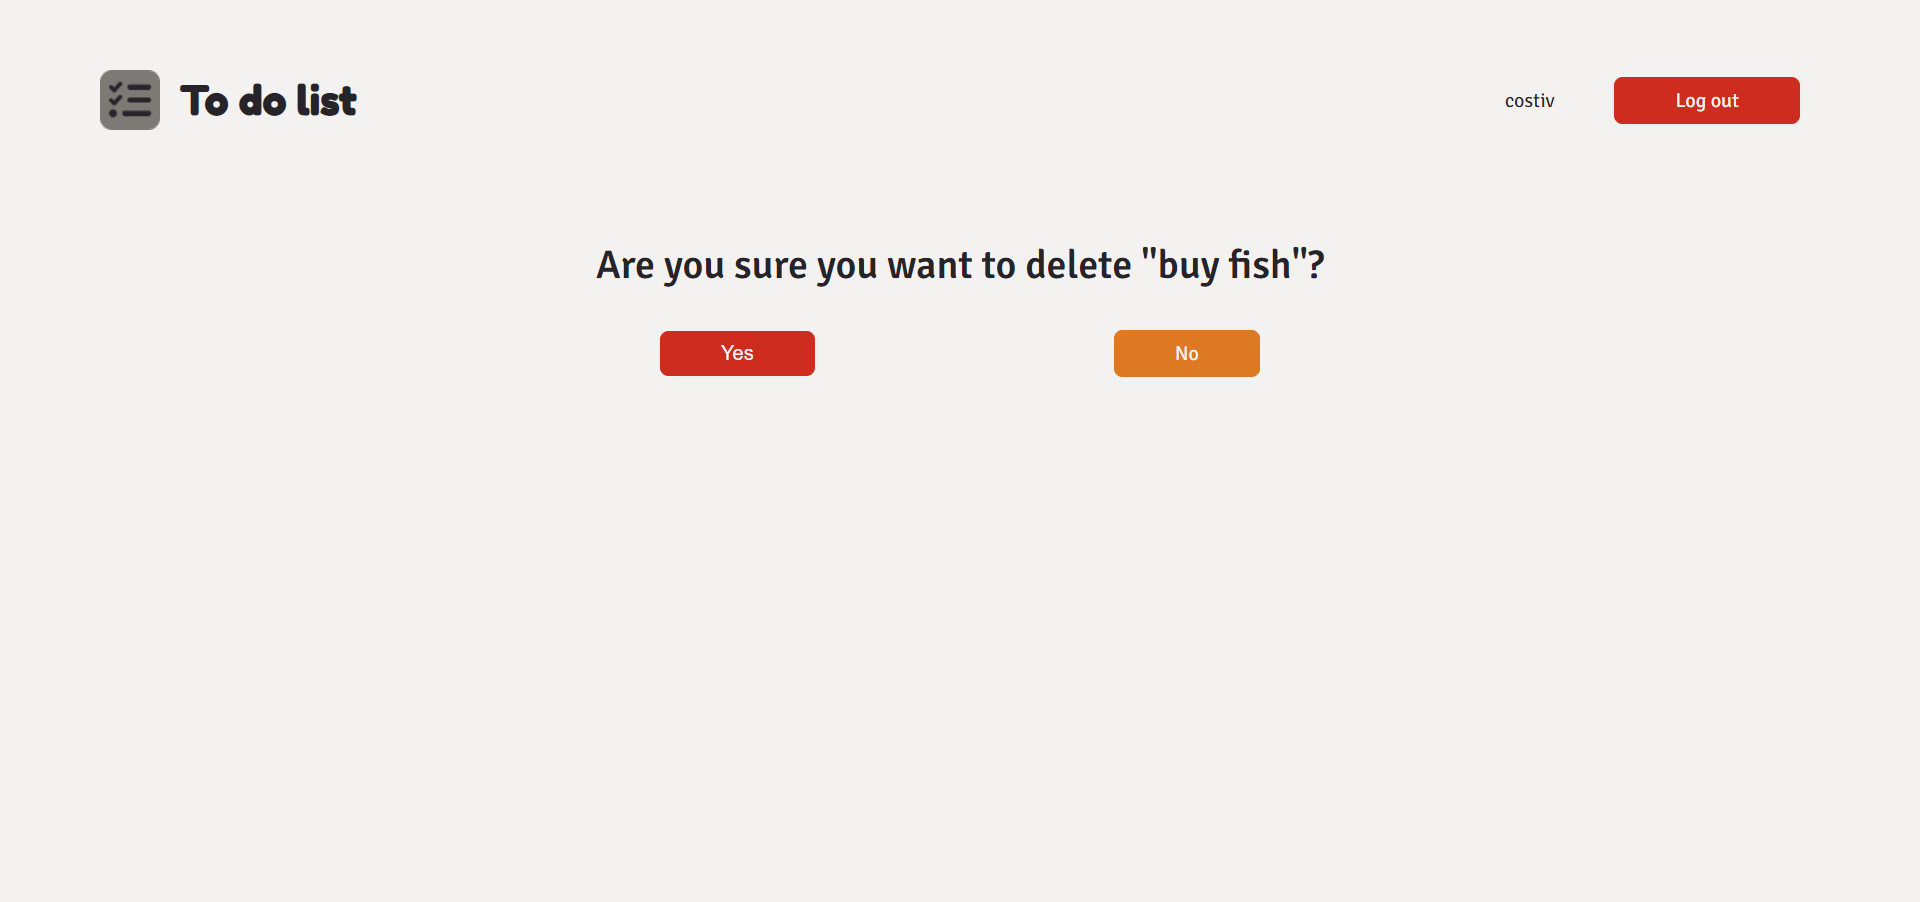 To do list
costiv
Log out
Are you sure you want to delete "buy fish"?
Yes
No